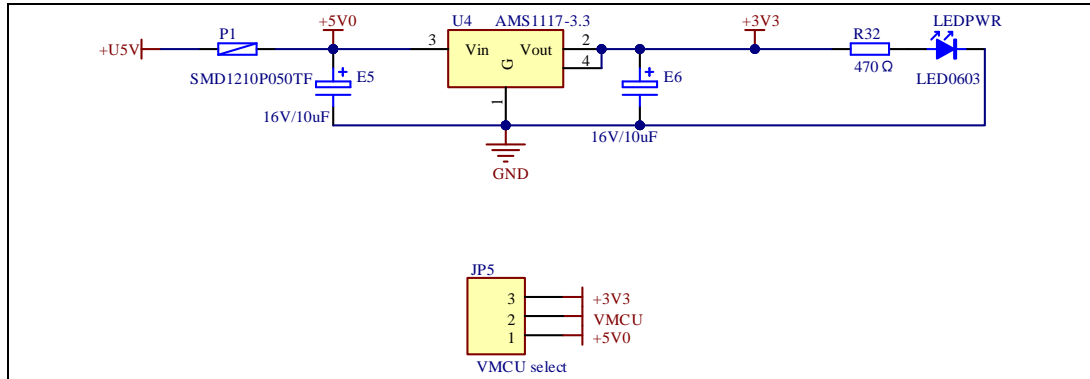 P1
+5V0
U4 AMS1117-3.3
+3V3
LEDPWR
+U5V
3 Vin Vout 2
4
G
1
R32
SMD1210P050TF
E5
E6
470 Ω
LED0603
16V/10uF
16V/10uF
GND
JP5
3 +3V3
2 VMCU
1 +5V0
VMCU select